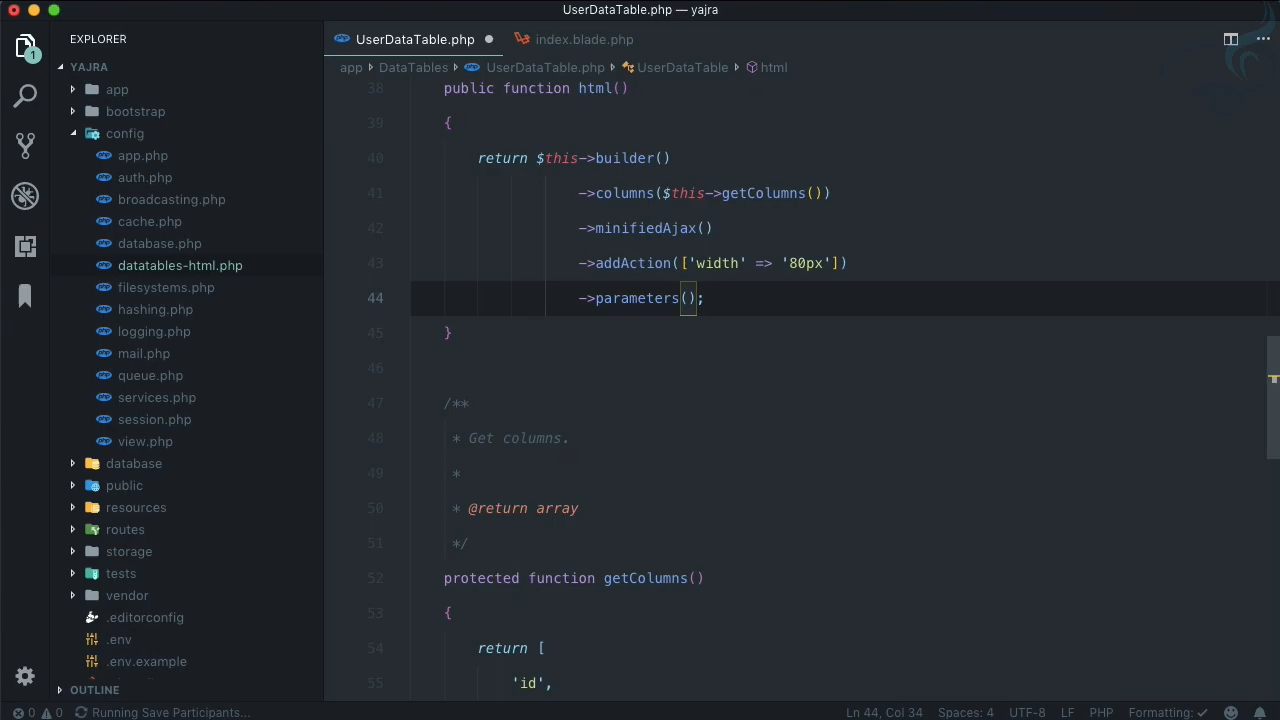 UserDataTable.php — yajra
EXPLORER
UserDataTable.php
index.blade.php
1
YAJRA
app
DataTables
UserDataTable.php
UserDataTable
html
app
bootstrap
config
app.php
auth.php
broadcasting.php
cache.php
database.php
datatables-html.php
filesystems.php
hashing.php
logging.php
mail.php
queue.php
services.php
session.php
view.php
database
public
resources
routes
storage
tests
vendor
.editorconfig
.env
.env.example
OUTLINE
38 public function html()
39 {
40 return $this->builder()
41 ->columns($this->getColumns())
42 ->minifiedAjax()
43 ->addAction(['width' => '80px'])
44 ->parameters();
45 }
46
47 /**
48 * Get columns.
49 *
50 * @return array
51 */
52 protected function getColumns()
53 {
54 return [
55 'id',
0 0 Running Save Participants... Ln 44, Col 34 Spaces: 4 UTF-8 LF PHP Formatting: ✓